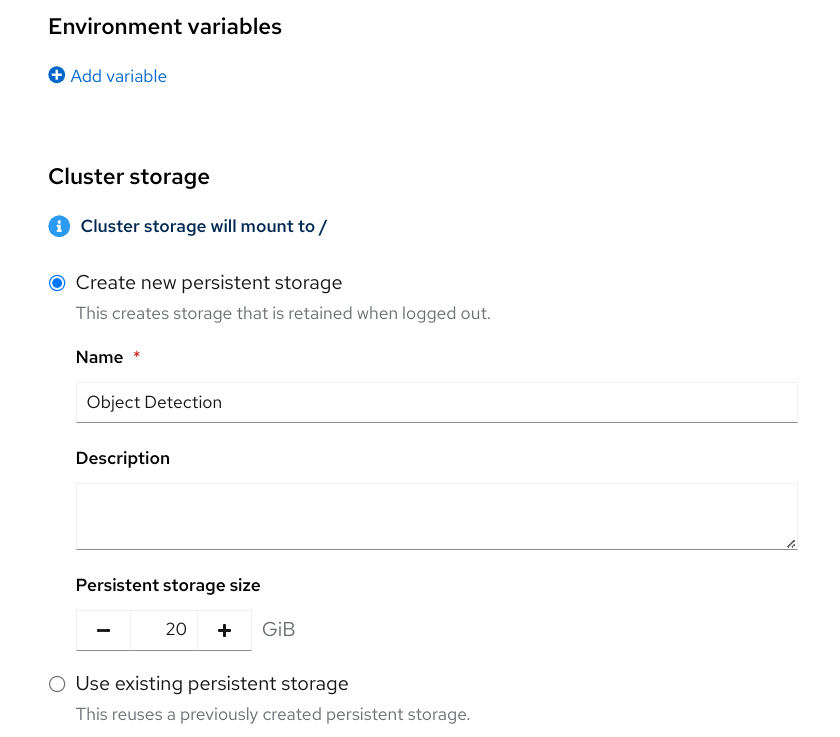 Environment variables
Add variable
Cluster storage
Cluster storage will mount to /
Create new persistent storage
This creates storage that is retained when logged out.
Name *
Object Detection
Description
Persistent storage size
− 20 + GiB
Use existing persistent storage
This reuses a previously created persistent storage.